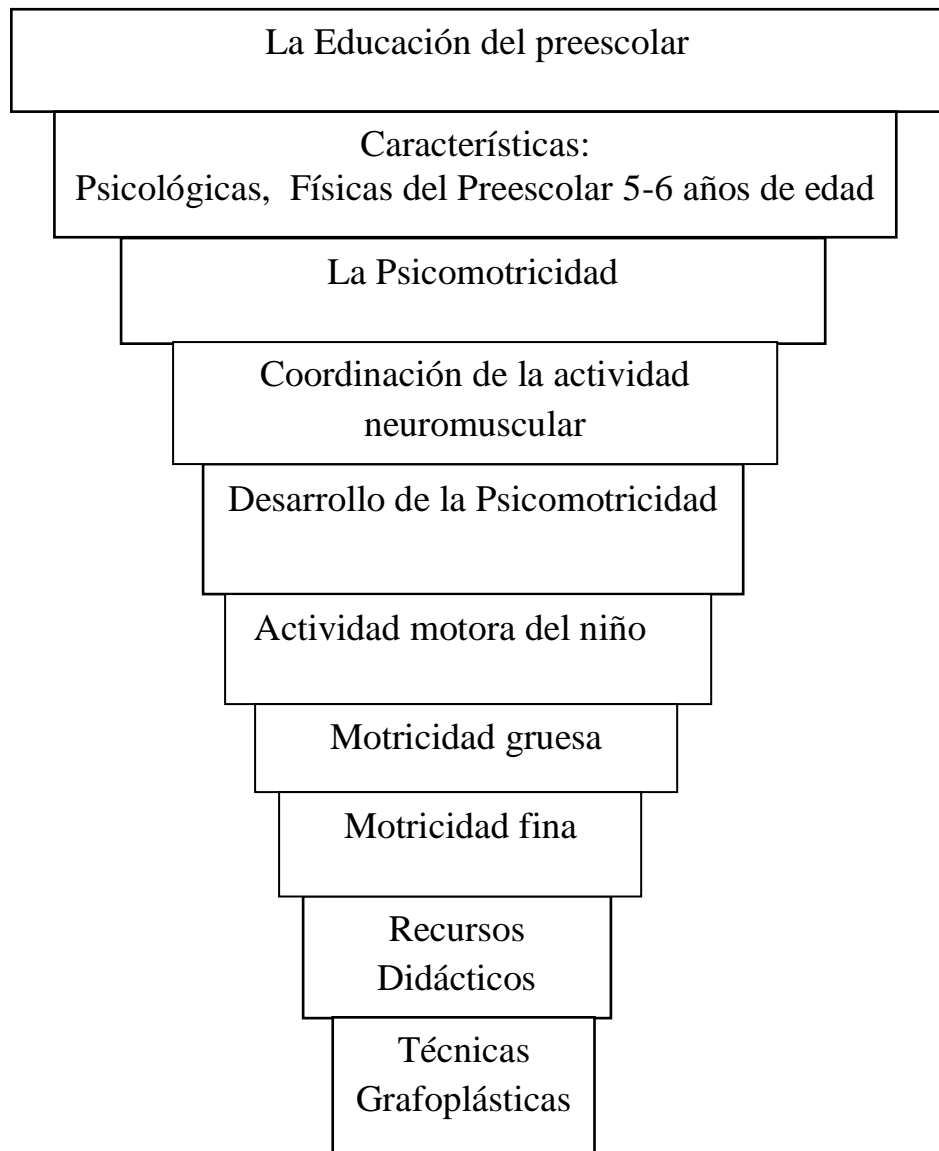 La Educación del preescolar
Característicás:
Psicológicas,  Físicas del Preescolar 5-6 años de edad
La Psicomotricidad
Coordinación de la actividad
neuromuscular
Desarrollo de la Psicomotricidad
Actividad motora del niño
Motricidad gruesa
Motricidad fina
Recursos
Didácticos
Técnicas
Grafoplásticas